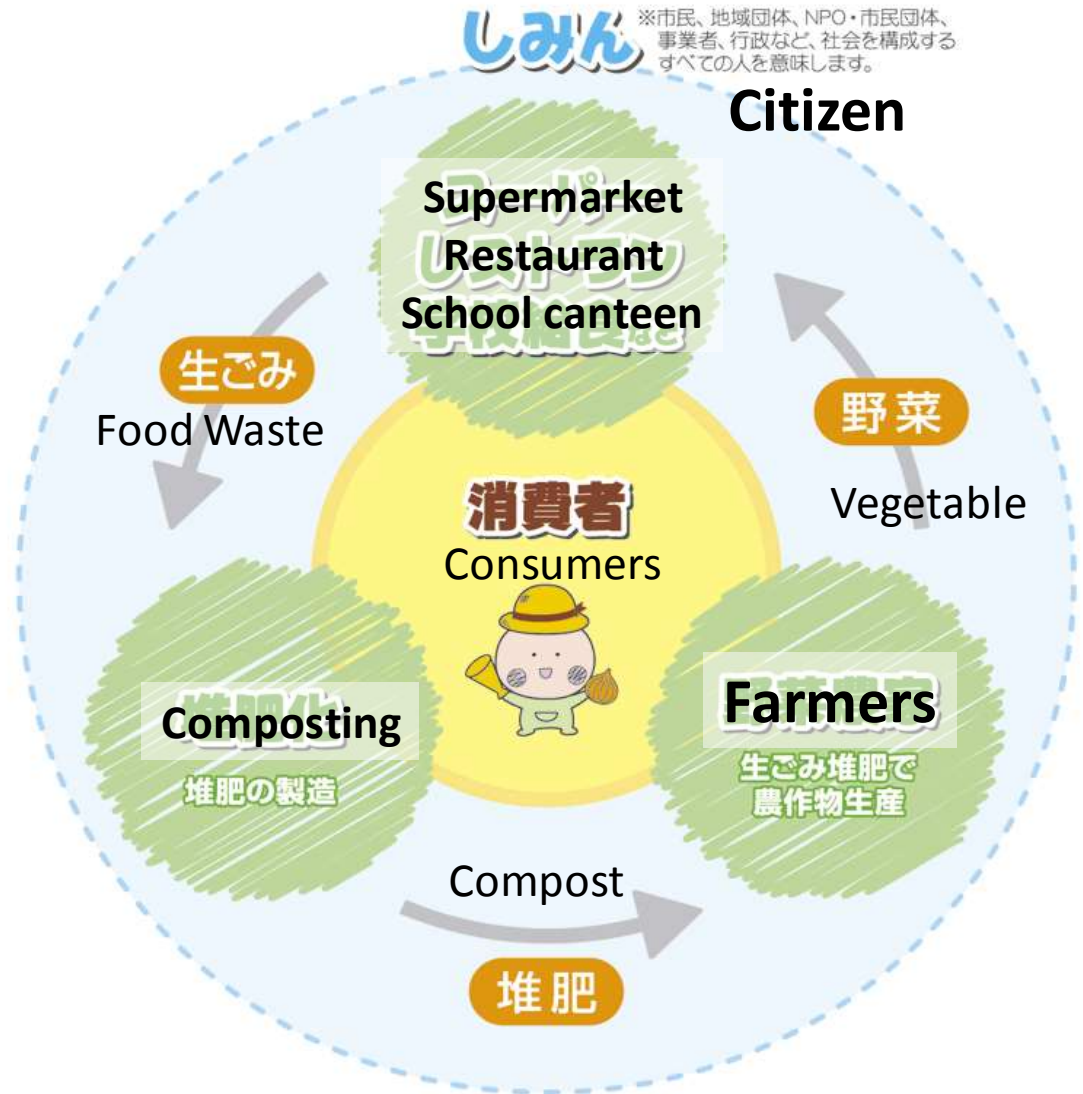 しみん
※市民、地域団体、NPO・市民団体、
事業者、行政など、社会を構成する
すべての人を意味します。
Citizen
Supermarket
Restaurant
School canteen
生ごみ
Food Waste
野菜
Vegetable
消費者
Consumers
Composting
堆肥の製造
Farmers
生ごみ堆肥で
農作物生産
Compost
堆肥